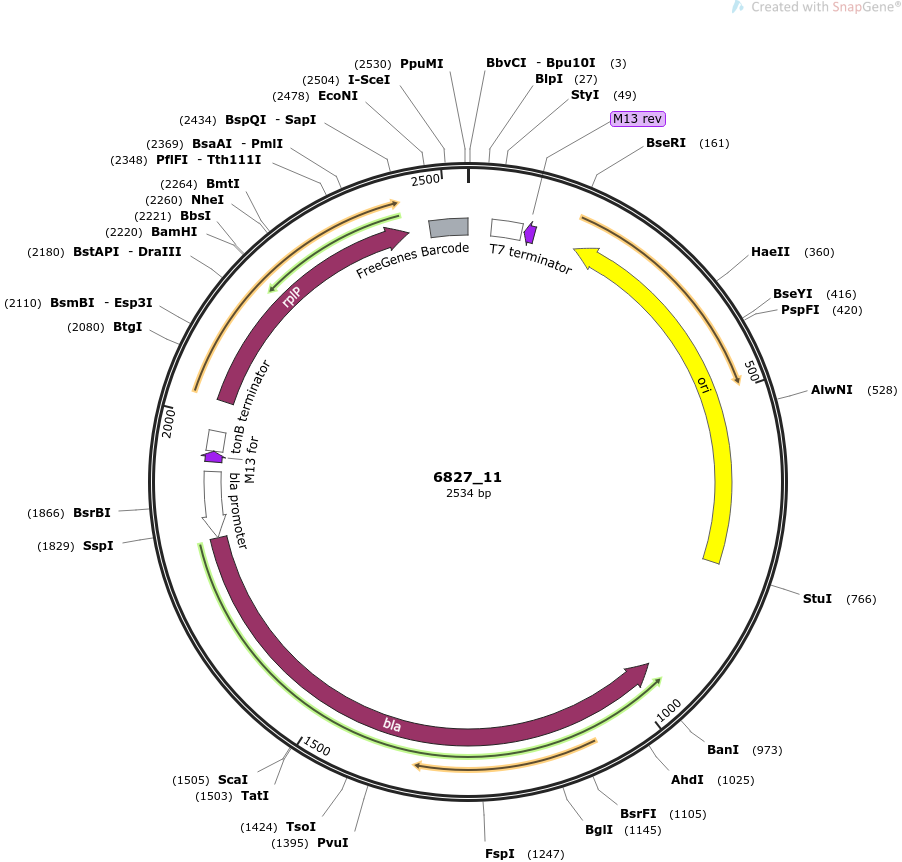 Created with SnapGene®
(2530) PpuMI
BbvCI - Bpu10I (3)
(2504) I-SceI
BlpI (27)
(2478) EcoNI
StyI (49)
(2434) BspQI - SapI
M13 rev
(2369) BsaAI - PmlI
BseRI (161)
(2348) PflFI - Tth111I
(2264) BmtI
(2260) NheI
(2221) BbsI
(2220) BamHI
(2180) BstAPI - DraIII
HaeII (360)
(2110) BsmBI - Esp3I
BseYI (416)
PspFI (420)
(2080) BtgI
AlwNI (528)
2500
FreeGenes Barcode
T7 terminator
rplP
ori
500
2000
tonB terminator
M13 for
bla promoter
6827_11
2534 bp
(1866) BsrBI
(1829) SspI
StuI (766)
bla
1000
1500
BanI (973)
(1505) ScaI
AhdI (1025)
(1503) TatI
BsrFI (1105)
(1424) TsoI
BglI (1145)
(1395) PvuI
FspI (1247)